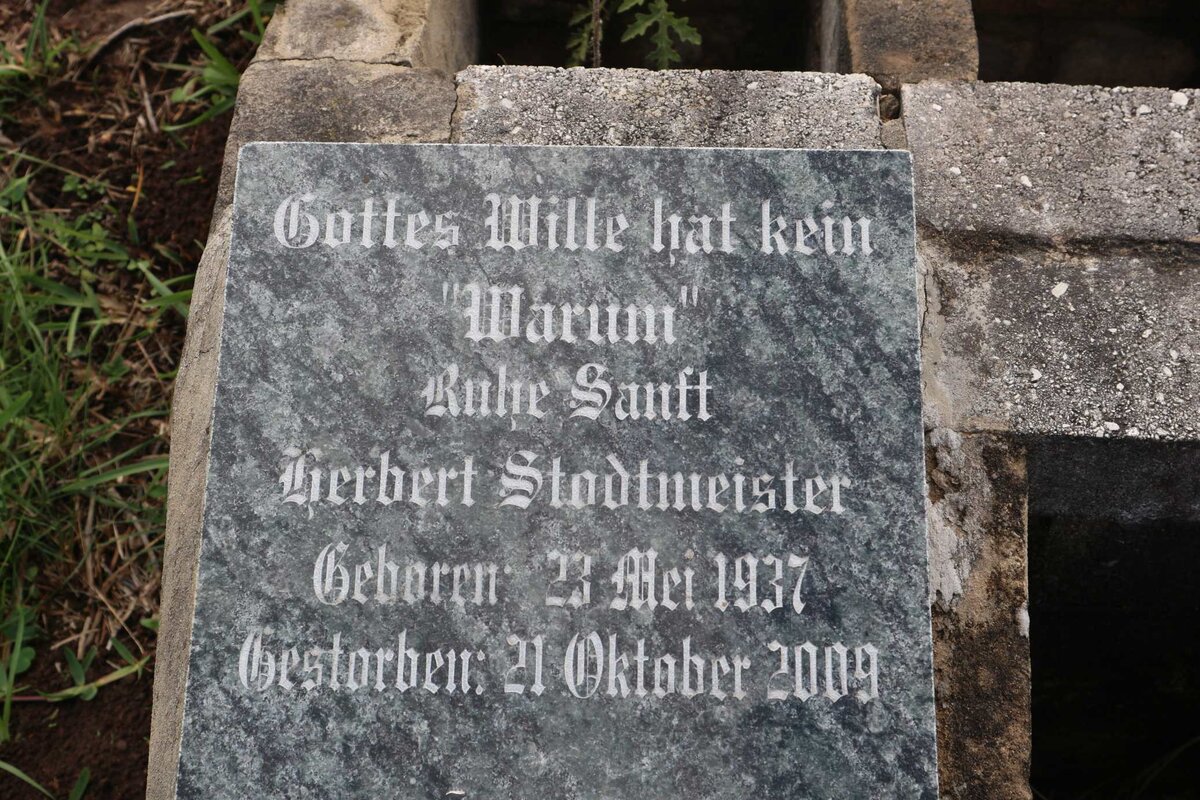 Gottes Wille hat kein
"Warum"
Ruhe Sanft
Herbert Stodtmeister
Geboren: 23 Mei 1937
Gestorben: 21 Oktober 2009